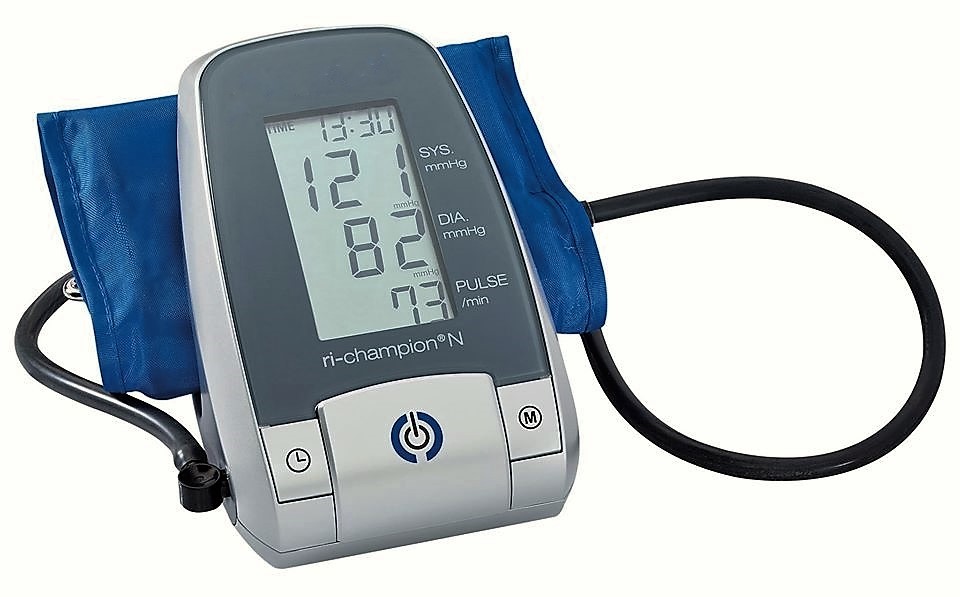 TIME 13:30
121 SYS.
mmHg
mmHg
82 DIA.
mmHg
mmHg
73 PULSE
/min
ri-champion® N
M